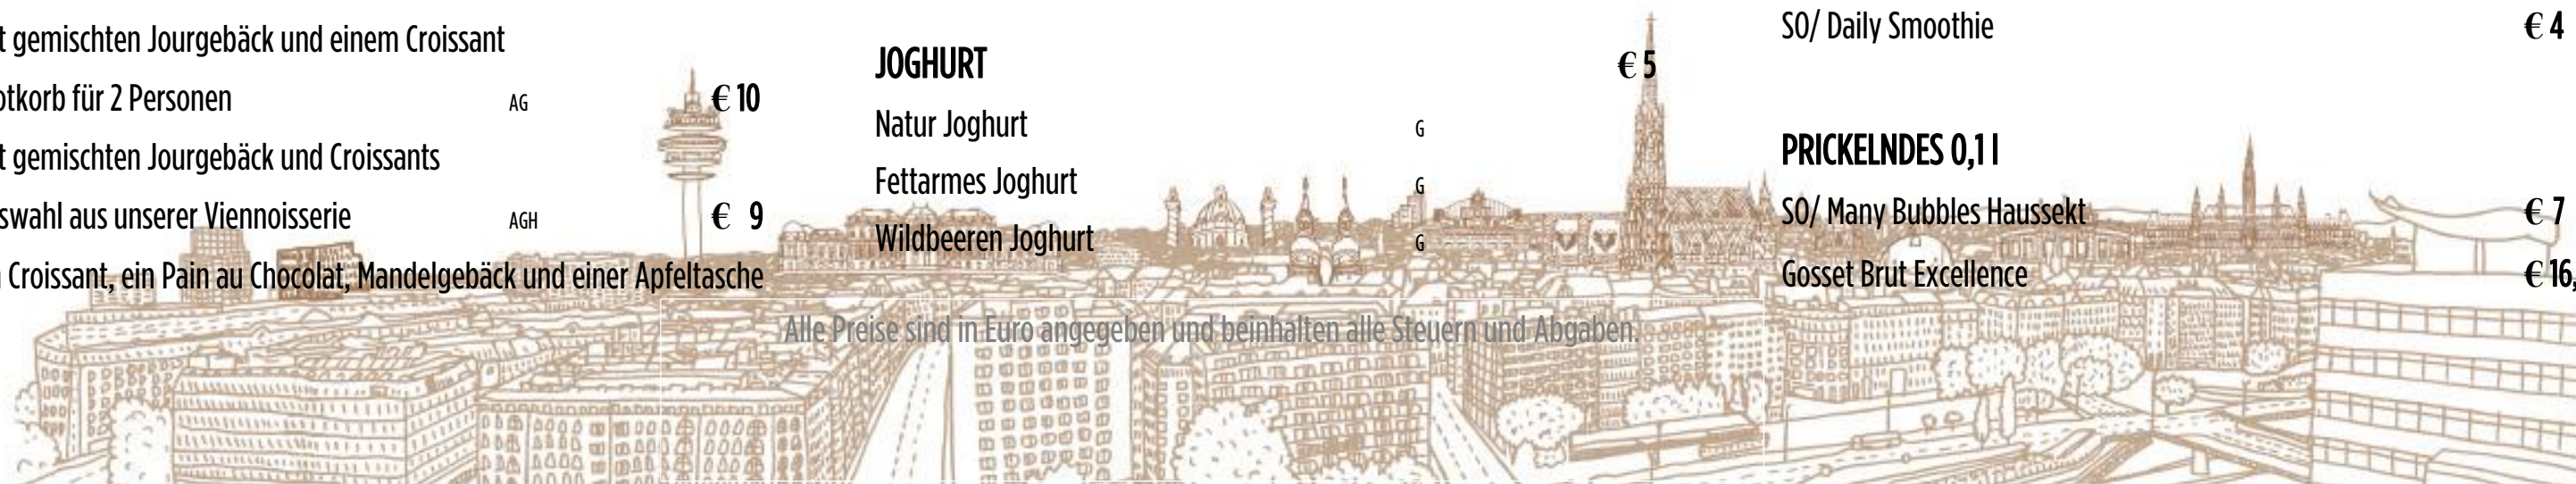 t gemischten Jourgebäck und einem Croissant
otkorb für 2 Personen AG € 10
t gemischten Jourgebäck und Croissants
swahl aus unserer Viennoisserie AGH € 9
Croissant, ein Pain au Chocolat, Mandelgebäck und einer Apfeltasche
JOGHURT € 5
Natur Joghurt G
Fettarmes Joghurt G
Wildbeeren Joghurt G
SO/ Daily Smoothie € 4
PRICKELNDES 0,1 l
SO/ Many Bubbles Haussekt € 7
Gosset Brut Excellence € 16,
Alle Preise sind in Euro angegeben und beinhalten alle Steuern und Abgaben.